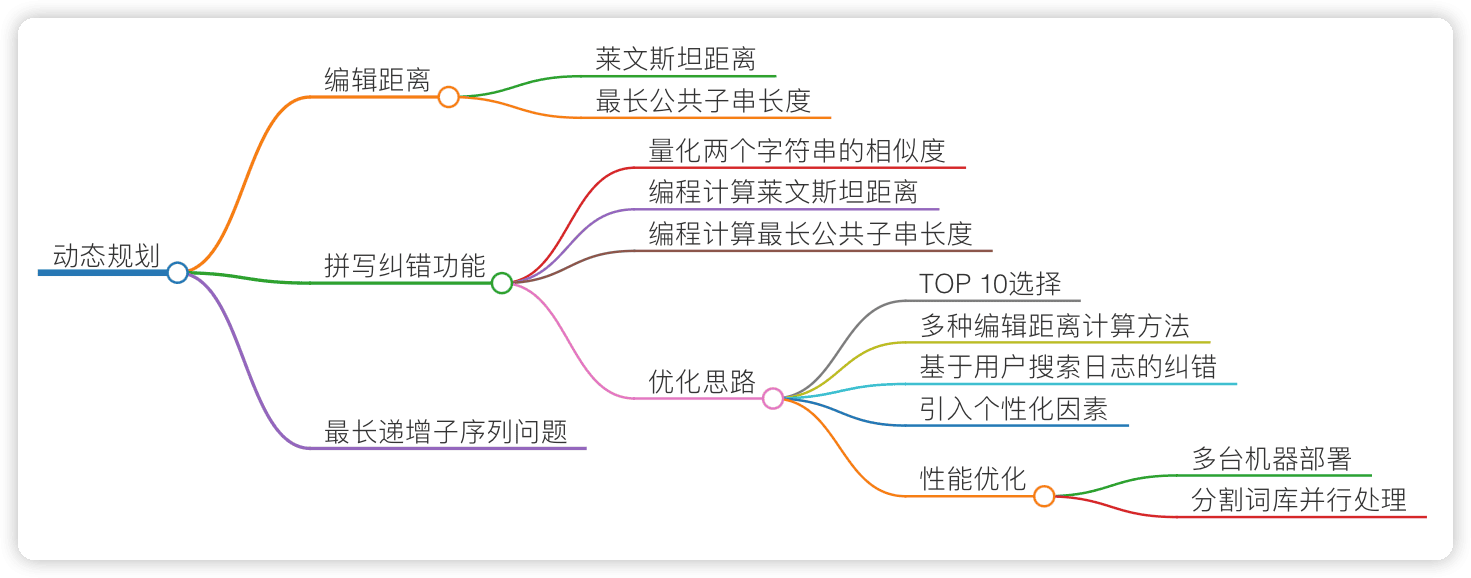 动态规划
编辑距离
莱文斯坦距离
最长公共子串长度
拼写纠错功能
量化两个字符串的相似度
编程计算莱文斯坦距离
编程计算最长公共子串长度
优化思路
TOP 10选择
多种编辑距离计算方法
基于用户搜索日志的纠错
引入个性化因素
性能优化
多台机器部署
分割词库并行处理
最长递增子序列问题